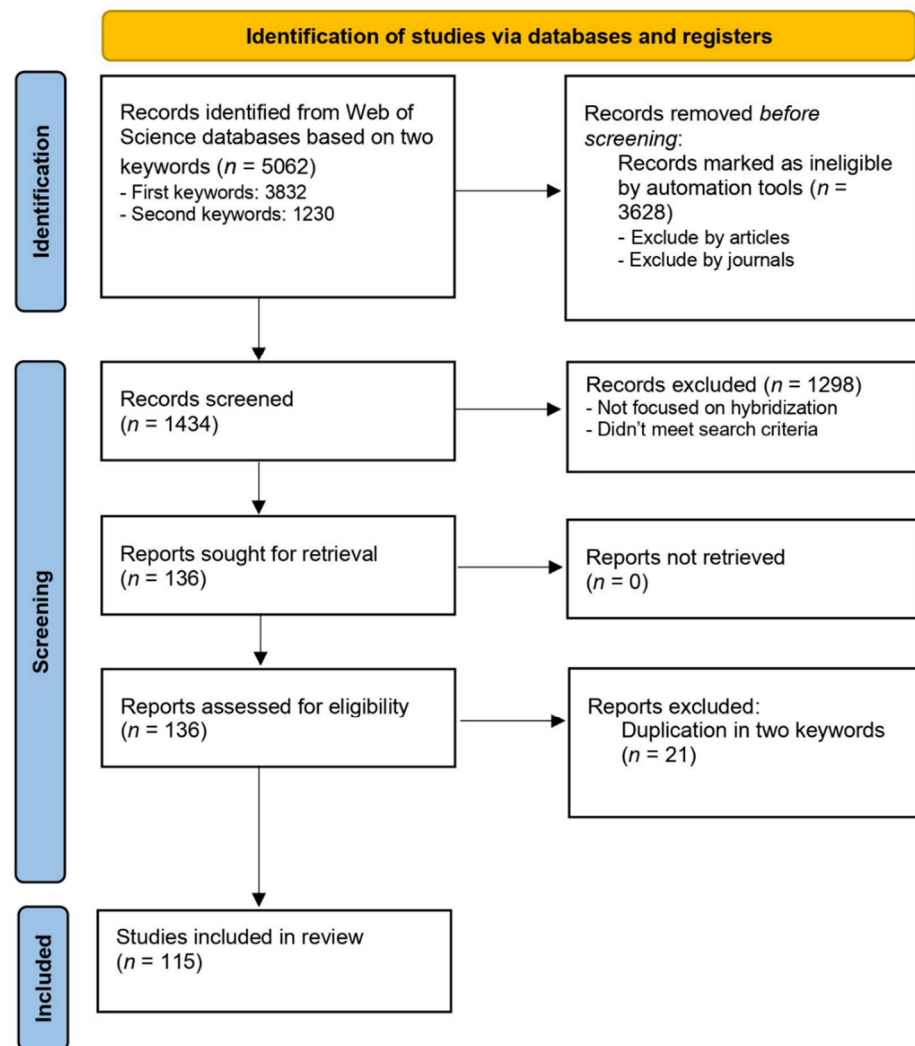 Identification of studies via databases and registers
Identification
Records identified from Web of
Science databases based on two
keywords (n = 5062)
- First keywords: 3832
- Second keywords: 1230
Records removed before
screening:
Records marked as ineligible
by automation tools (n =
3628)
- Exclude by articles
- Exclude by journals
Screening
Records screened
(n = 1434)
Records excluded (n = 1298)
- Not focused on hybridization
- Didn't meet search criteria
Reports sought for retrieval
(n = 136)
Reports not retrieved
(n = 0)
Reports assessed for eligibility
(n = 136)
Reports excluded:
Duplication in two keywords
(n = 21)
Included
Studies included in review
(n = 115)